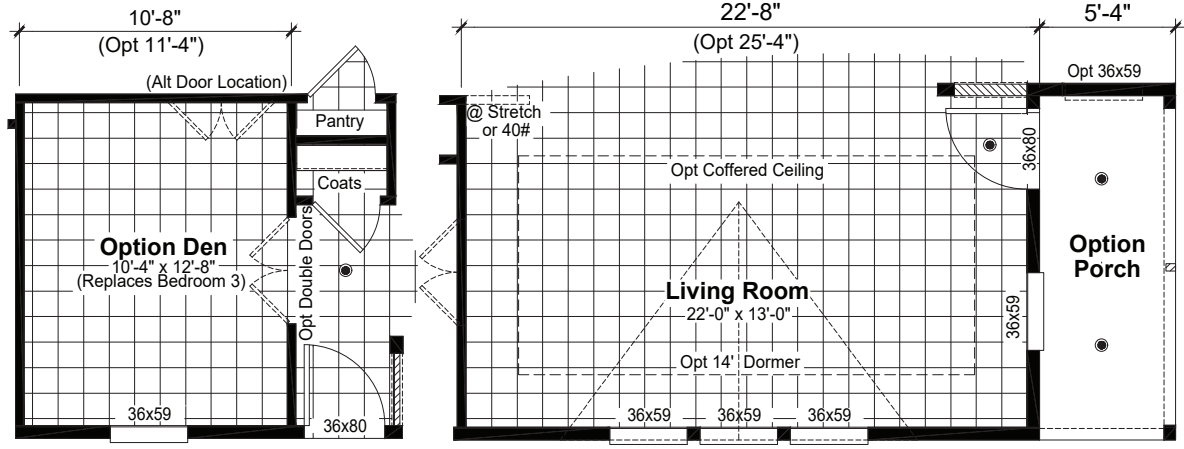 10'-8"
(Opt 11'-4")
(Alt Door Location)
Pantry
Coats
Opt Double Doors
Option Den
10'-4" x 12'-8"
(Replaces Bedroom 3)
36x59
36x80
22'-8"
(Opt 25'-4")
5'-4"
@ Stretch
or 40#
Opt 36x59
36x80
Opt Coffered Ceiling
Living Room
22'-0" x 13'-0"
Option
Porch
36x59
Opt 14' Dormer
36x59
36x59
36x59